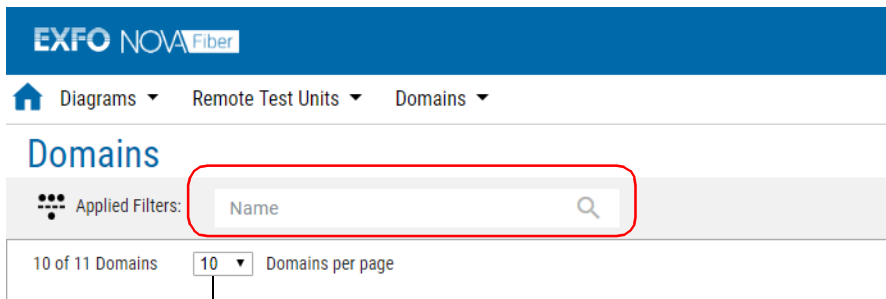 EXFO NOVA Fiber
Diagrams Remote Test Units Domains
Domains
Applied Filters: Name
10 of 11 Domains 10 Domains per page